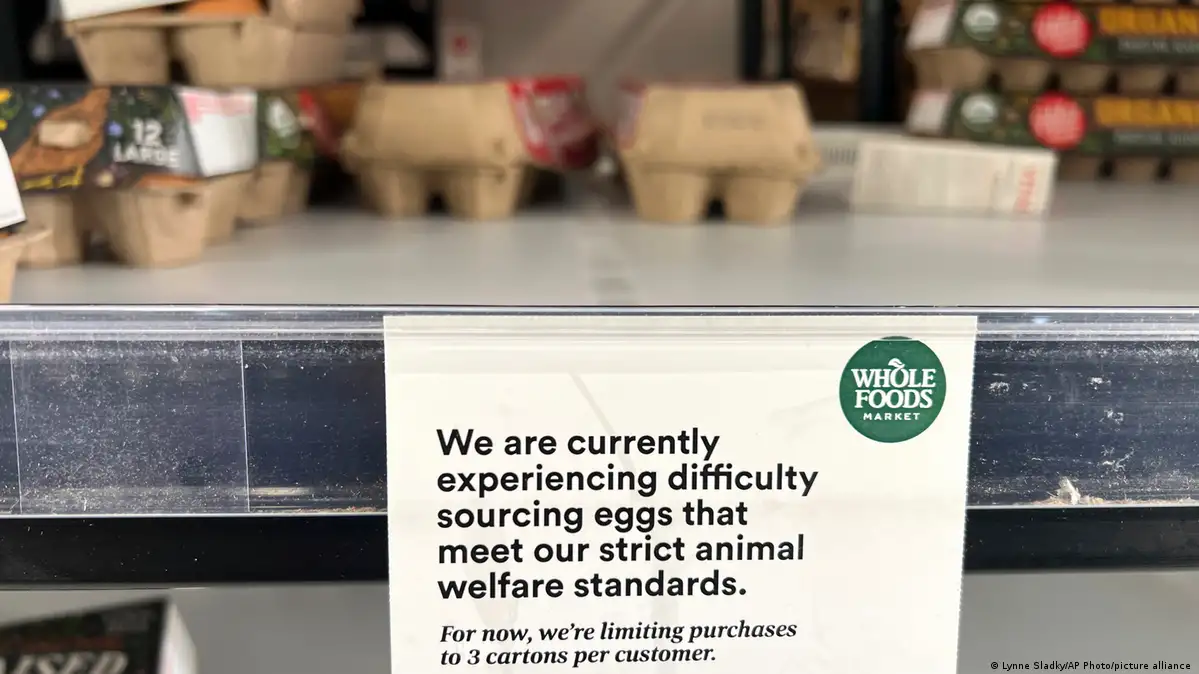 ORGANIC
ORGANIC
12
LARGE
WHOLE
FOODS
MARKET
We are currently
experiencing difficulty
sourcing eggs that
meet our strict animal
welfare standards.
For now, we're limiting purchases
to 3 cartons per customer.
© Lynne Sladky/AP Photo/picture alliance